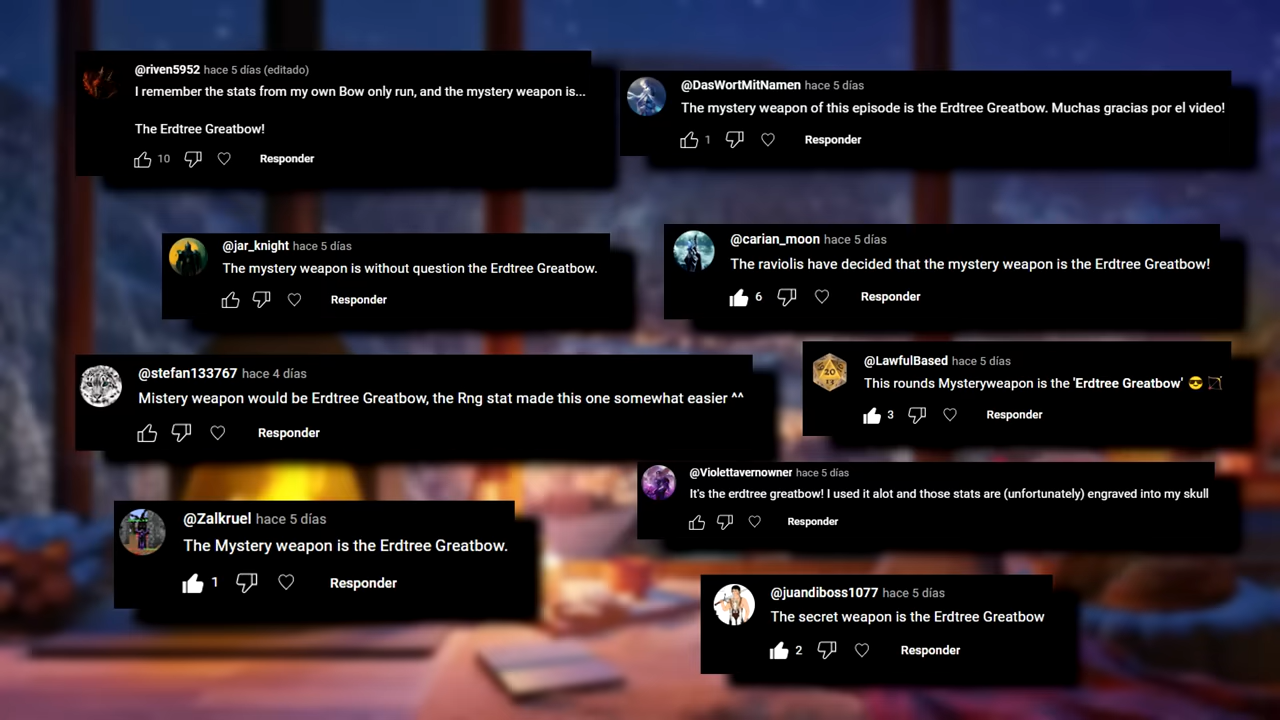 @riven5952 hace 5 días (editado)
I remember the stats from my own Bow only run, and the mystery weapon is...
The Erdtree Greatbow!
10 Responder
@DasWortMitNamen hace 5 días
The mystery weapon of this episode is the Erdtree Greatbow. Muchas gracias por el video!
1 Responder
@jar_knight hace 5 días
The mystery weapon is without question the Erdtree Greatbow.
Responder
@carian_moon hace 5 días
The raviolis have decided that the mystery weapon is the Erdtree Greatbow!
6 Responder
@stefan133767 hace 4 días
Mistery weapon would be Erdtree Greatbow, the Rng stat made this one somewhat easier ^^
Responder
@LawfulBased hace 5 días
This rounds Mysteryweapon is the 'Erdtree Greatbow' 😎 🏹
3 Responder
@Violettavernowner hace 5 días
It's the erdtree greatbow! I used it alot and those stats are (unfortunately) engraved into my skull
Responder
@Zalkruel hace 5 días
The Mystery weapon is the Erdtree Greatbow.
1 Responder
@juandiboss1077 hace 5 días
The secret weapon is the Erdtree Greatbow
2 Responder